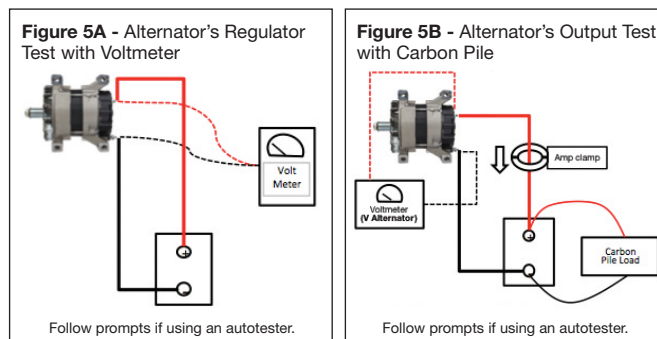 Figure 5A - Alternator's Regulator
Test with Voltmeter
Volt
Meter
+
-
Follow prompts if using an autotester.
Figure 5B - Alternator's Output Test
with Carbon Pile
Amp clamp
Voltmeter
(V Alternator)
+
-
Carbon
Pile Load
Follow prompts if using an autotester.